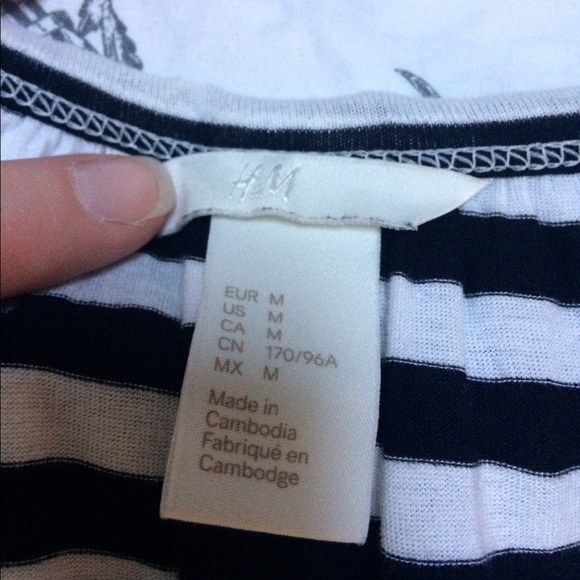 H&M
EUR M
US M
CA M
CN 170/96A
MX M
Made in
Cambodia
Fabriqué en
Cambodge